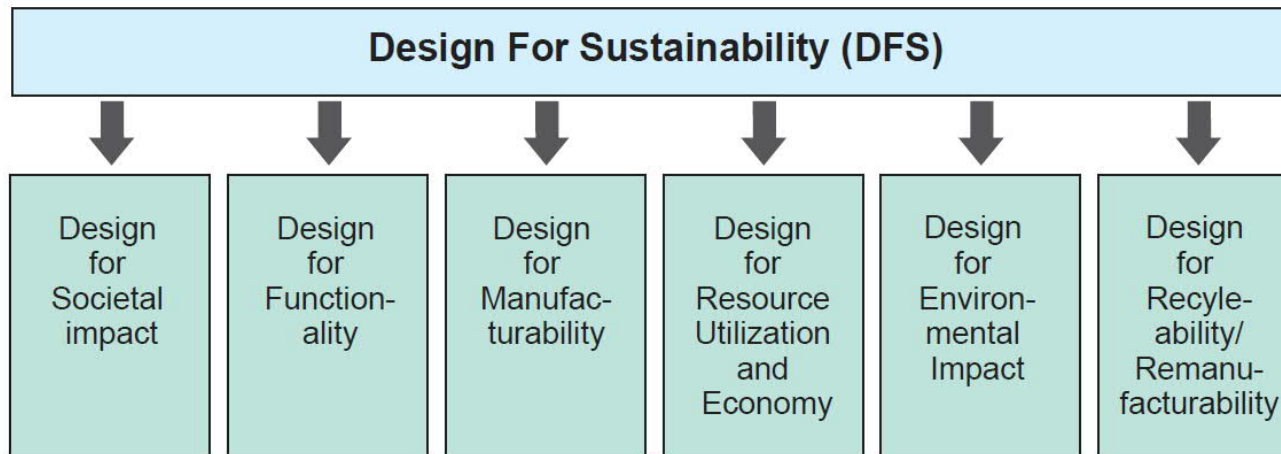 Design For Sustainability (DFS)
Design
for
Societal
impact
Design
for
Function-
ality
Design
for
Manufac-
turability
Design
for
Resource
Utilization
and
Economy
Design
for
Environ-
mental
Impact
Design
for
Recyle-
ability/
Remanu-
facturability